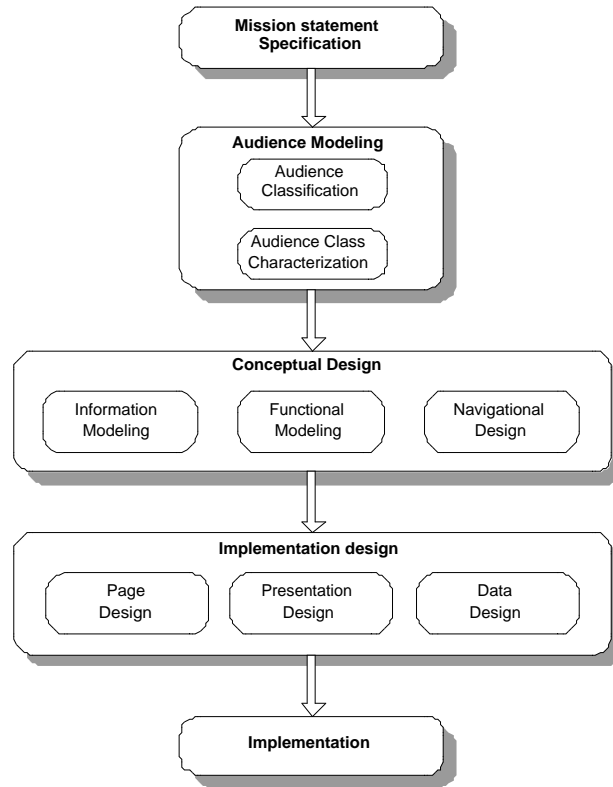 Mission statement
Specification
Audience Modeling
Audience
Classification
Audience Class
Characterization
Conceptual Design
Information
Modeling
Functional
Modeling
Navigational
Design
Implementation design
Page
Design
Presentation
Design
Data
Design
Implementation